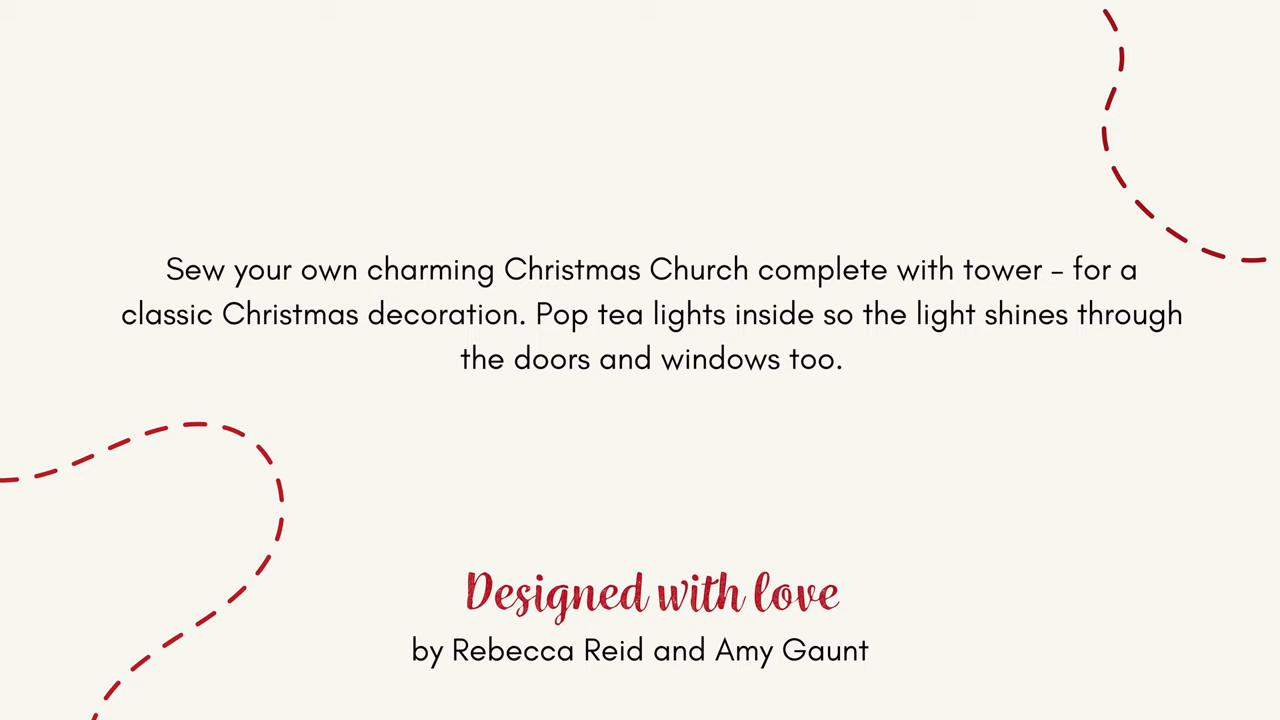 Sew your own charming Christmas Church complete with tower – for a
classic Christmas decoration. Pop tea lights inside so the light shines through
the doors and windows too.
Designed with love
by Rebecca Reid and Amy Gaunt